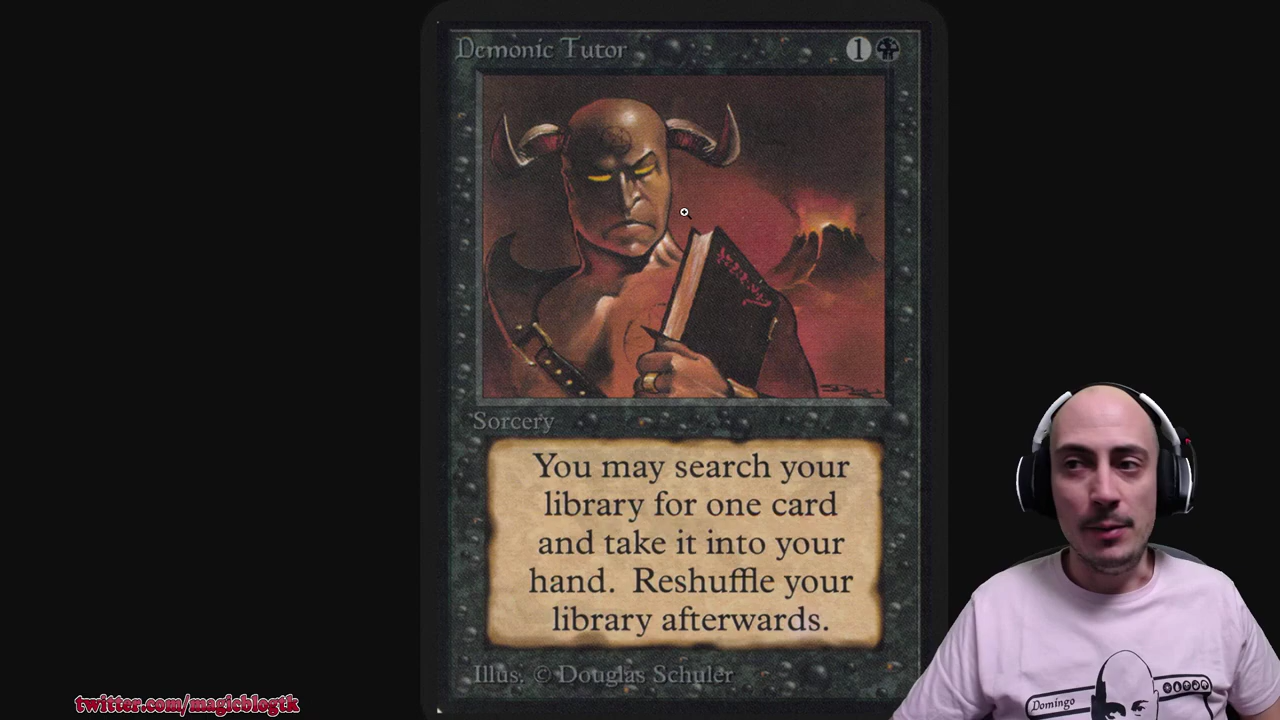 Demonic Tutor
1
Sorcery
You may search your
library for one card
and take it into your
hand. Reshuffle your
library afterwards.
Illus. © Douglas Schuler
Domingo
twitter.com/magicblogtk